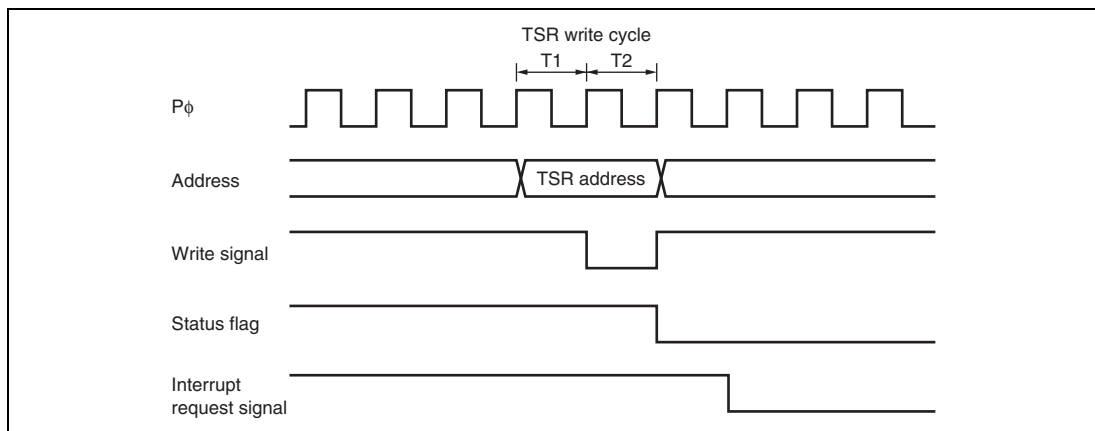 TSR write cycle
T1 T2
Pϕ
Address
TSR address
Write signal
Status flag
Interrupt
request signal